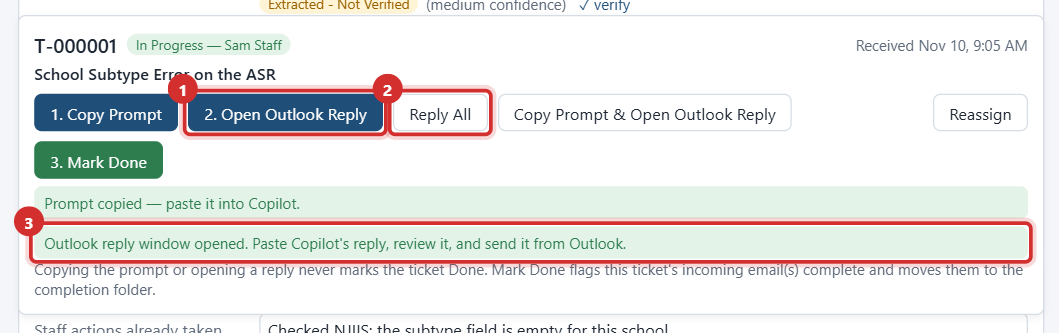 Extracted - Not Verified (medium confidence) ✓ verify
T-000001 In Progress — Sam Staff Received Nov 10, 9:05 AM
School Subtype Error on the ASR
1 2
1. Copy Prompt 2. Open Outlook Reply Reply All Copy Prompt & Open Outlook Reply Reassign
3. Mark Done
Prompt copied — paste it into Copilot.
3
Outlook reply window opened. Paste Copilot's reply, review it, and send it from Outlook.
Copying the prompt or opening a reply never marks the ticket Done. Mark Done flags this ticket's incoming email(s) complete and moves them to the
completion folder.
Staff actions already taken Checked NJIIS: the subtype field is empty for this school